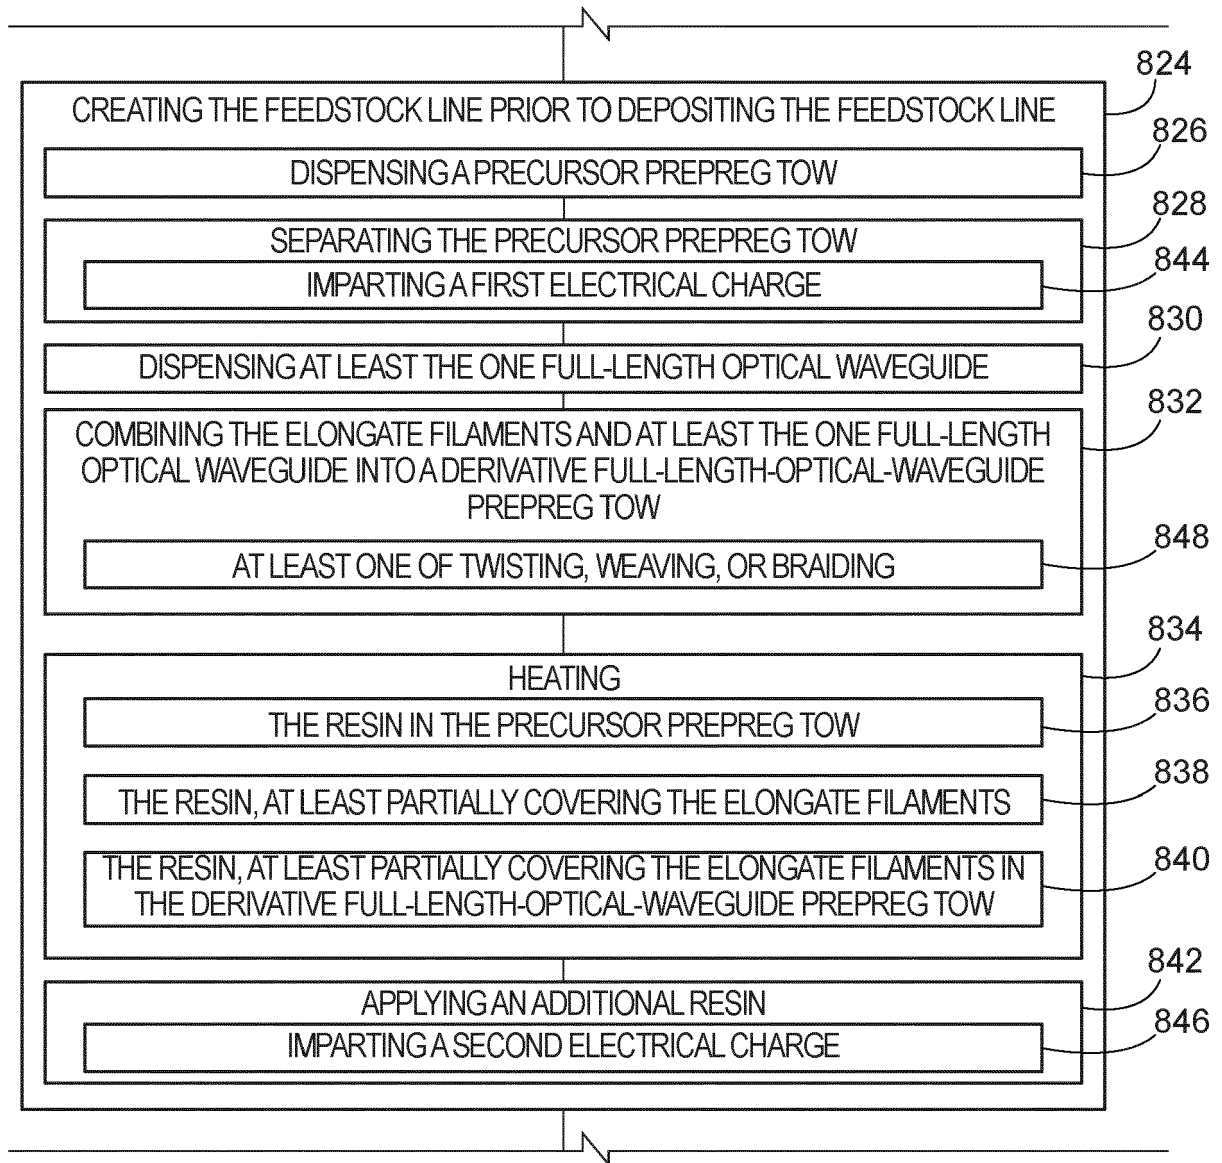 824
CREATING THE FEEDSTOCK LINE PRIOR TO DEPOSITING THE FEEDSTOCK LINE
826
DISPENSING A PRECURSOR PREPREG TOW
828
SEPARATING THE PRECURSOR PREPREG TOW
844
IMPARTING A FIRST ELECTRICAL CHARGE
830
DISPENSING AT LEAST THE ONE FULL-LENGTH OPTICAL WAVEGUIDE
832
COMBINING THE ELONGATE FILAMENTS AND AT LEAST THE ONE FULL-LENGTH
OPTICAL WAVEGUIDE INTO A DERIVATIVE FULL-LENGTH-OPTICAL-WAVEGUIDE
PREPREG TOW
848
AT LEAST ONE OF TWISTING, WEAVING, OR BRAIDING
834
HEATING
836
THE RESIN IN THE PRECURSOR PREPREG TOW
838
THE RESIN, AT LEAST PARTIALLY COVERING THE ELONGATE FILAMENTS
840
THE RESIN, AT LEAST PARTIALLY COVERING THE ELONGATE FILAMENTS IN
THE DERIVATIVE FULL-LENGTH-OPTICAL-WAVEGUIDE PREPREG TOW
842
APPLYING AN ADDITIONAL RESIN
846
IMPARTING A SECOND ELECTRICAL CHARGE